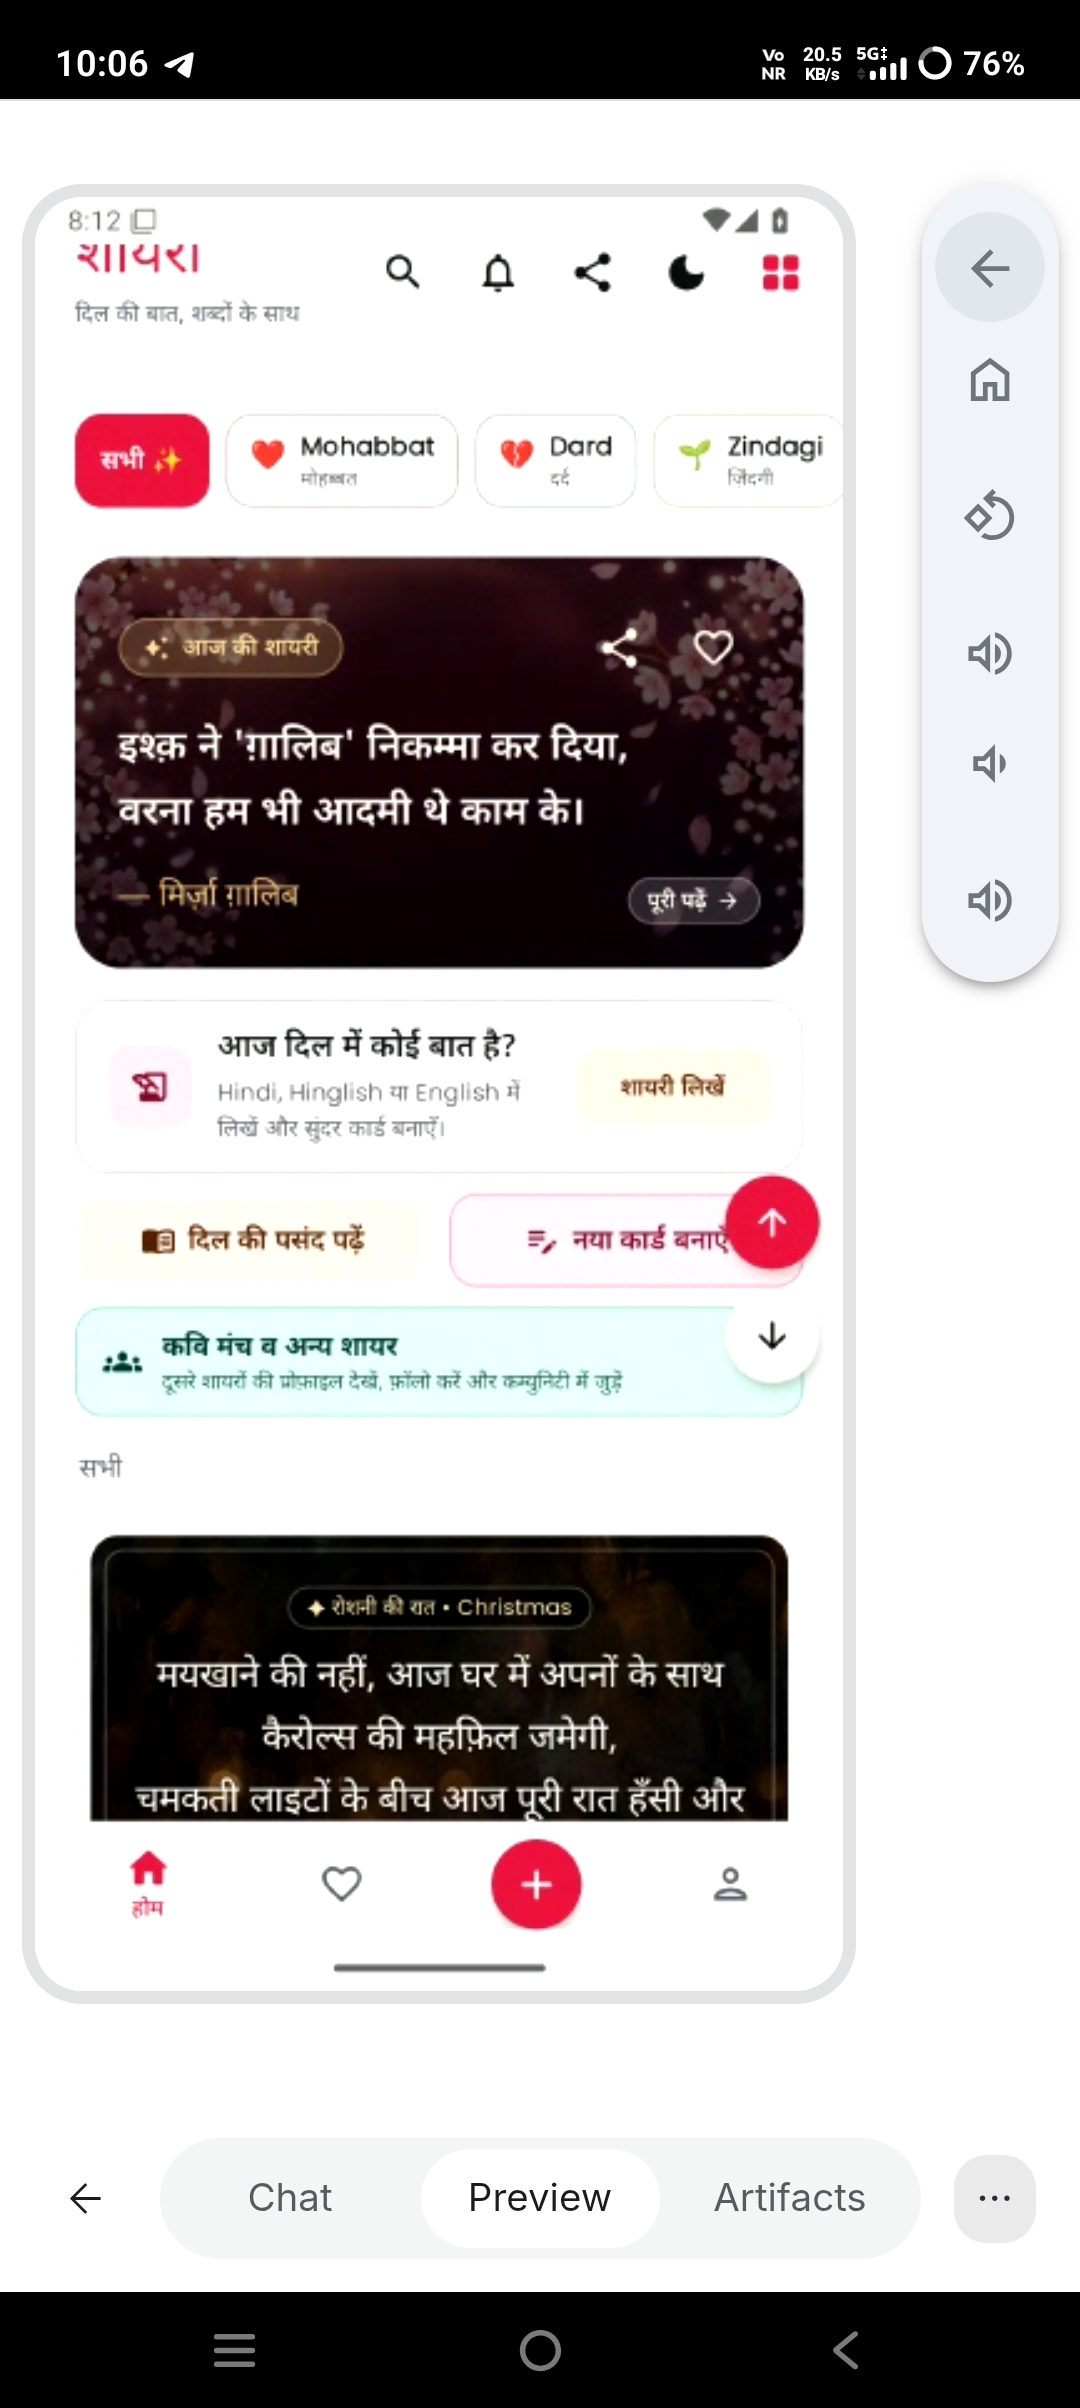 10:06
Vo NR
20.5 KB/s
5G
76%
8:12
शायरी
दिल की बात, शब्दों के साथ
सभी ✨
Mohabbat
मोहब्बत
Dard
दर्द
Zindagi
ज़िंदगी
आज की शायरी
इश्क़ ने 'ग़ालिब' निकम्मा कर दिया,
वरना हम भी आदमी थे काम के।
— मिर्ज़ा ग़ालिब
पूरी पढ़ें →
आज दिल में कोई बात है?
Hindi, Hinglish या English में
लिखें और सुंदर कार्ड बनाएँ।
शायरी लिखें
दिल की पसंद पढ़ें
नया कार्ड बनाएँ
कवि मंच व अन्य शायर
दूसरे शायरों की प्रोफ़ाइल देखें, फ़ॉलो करें और कम्युनिटी में जुड़ें
सभी
✦ रोशनी की रात • Christmas
मयखाने की नहीं, आज घर में अपनों के साथ
कैरोल्स की महफ़िल जमेगी,
चमकती लाइटों के बीच आज पूरी रात हँसी और
होम
Chat
Preview
Artifacts